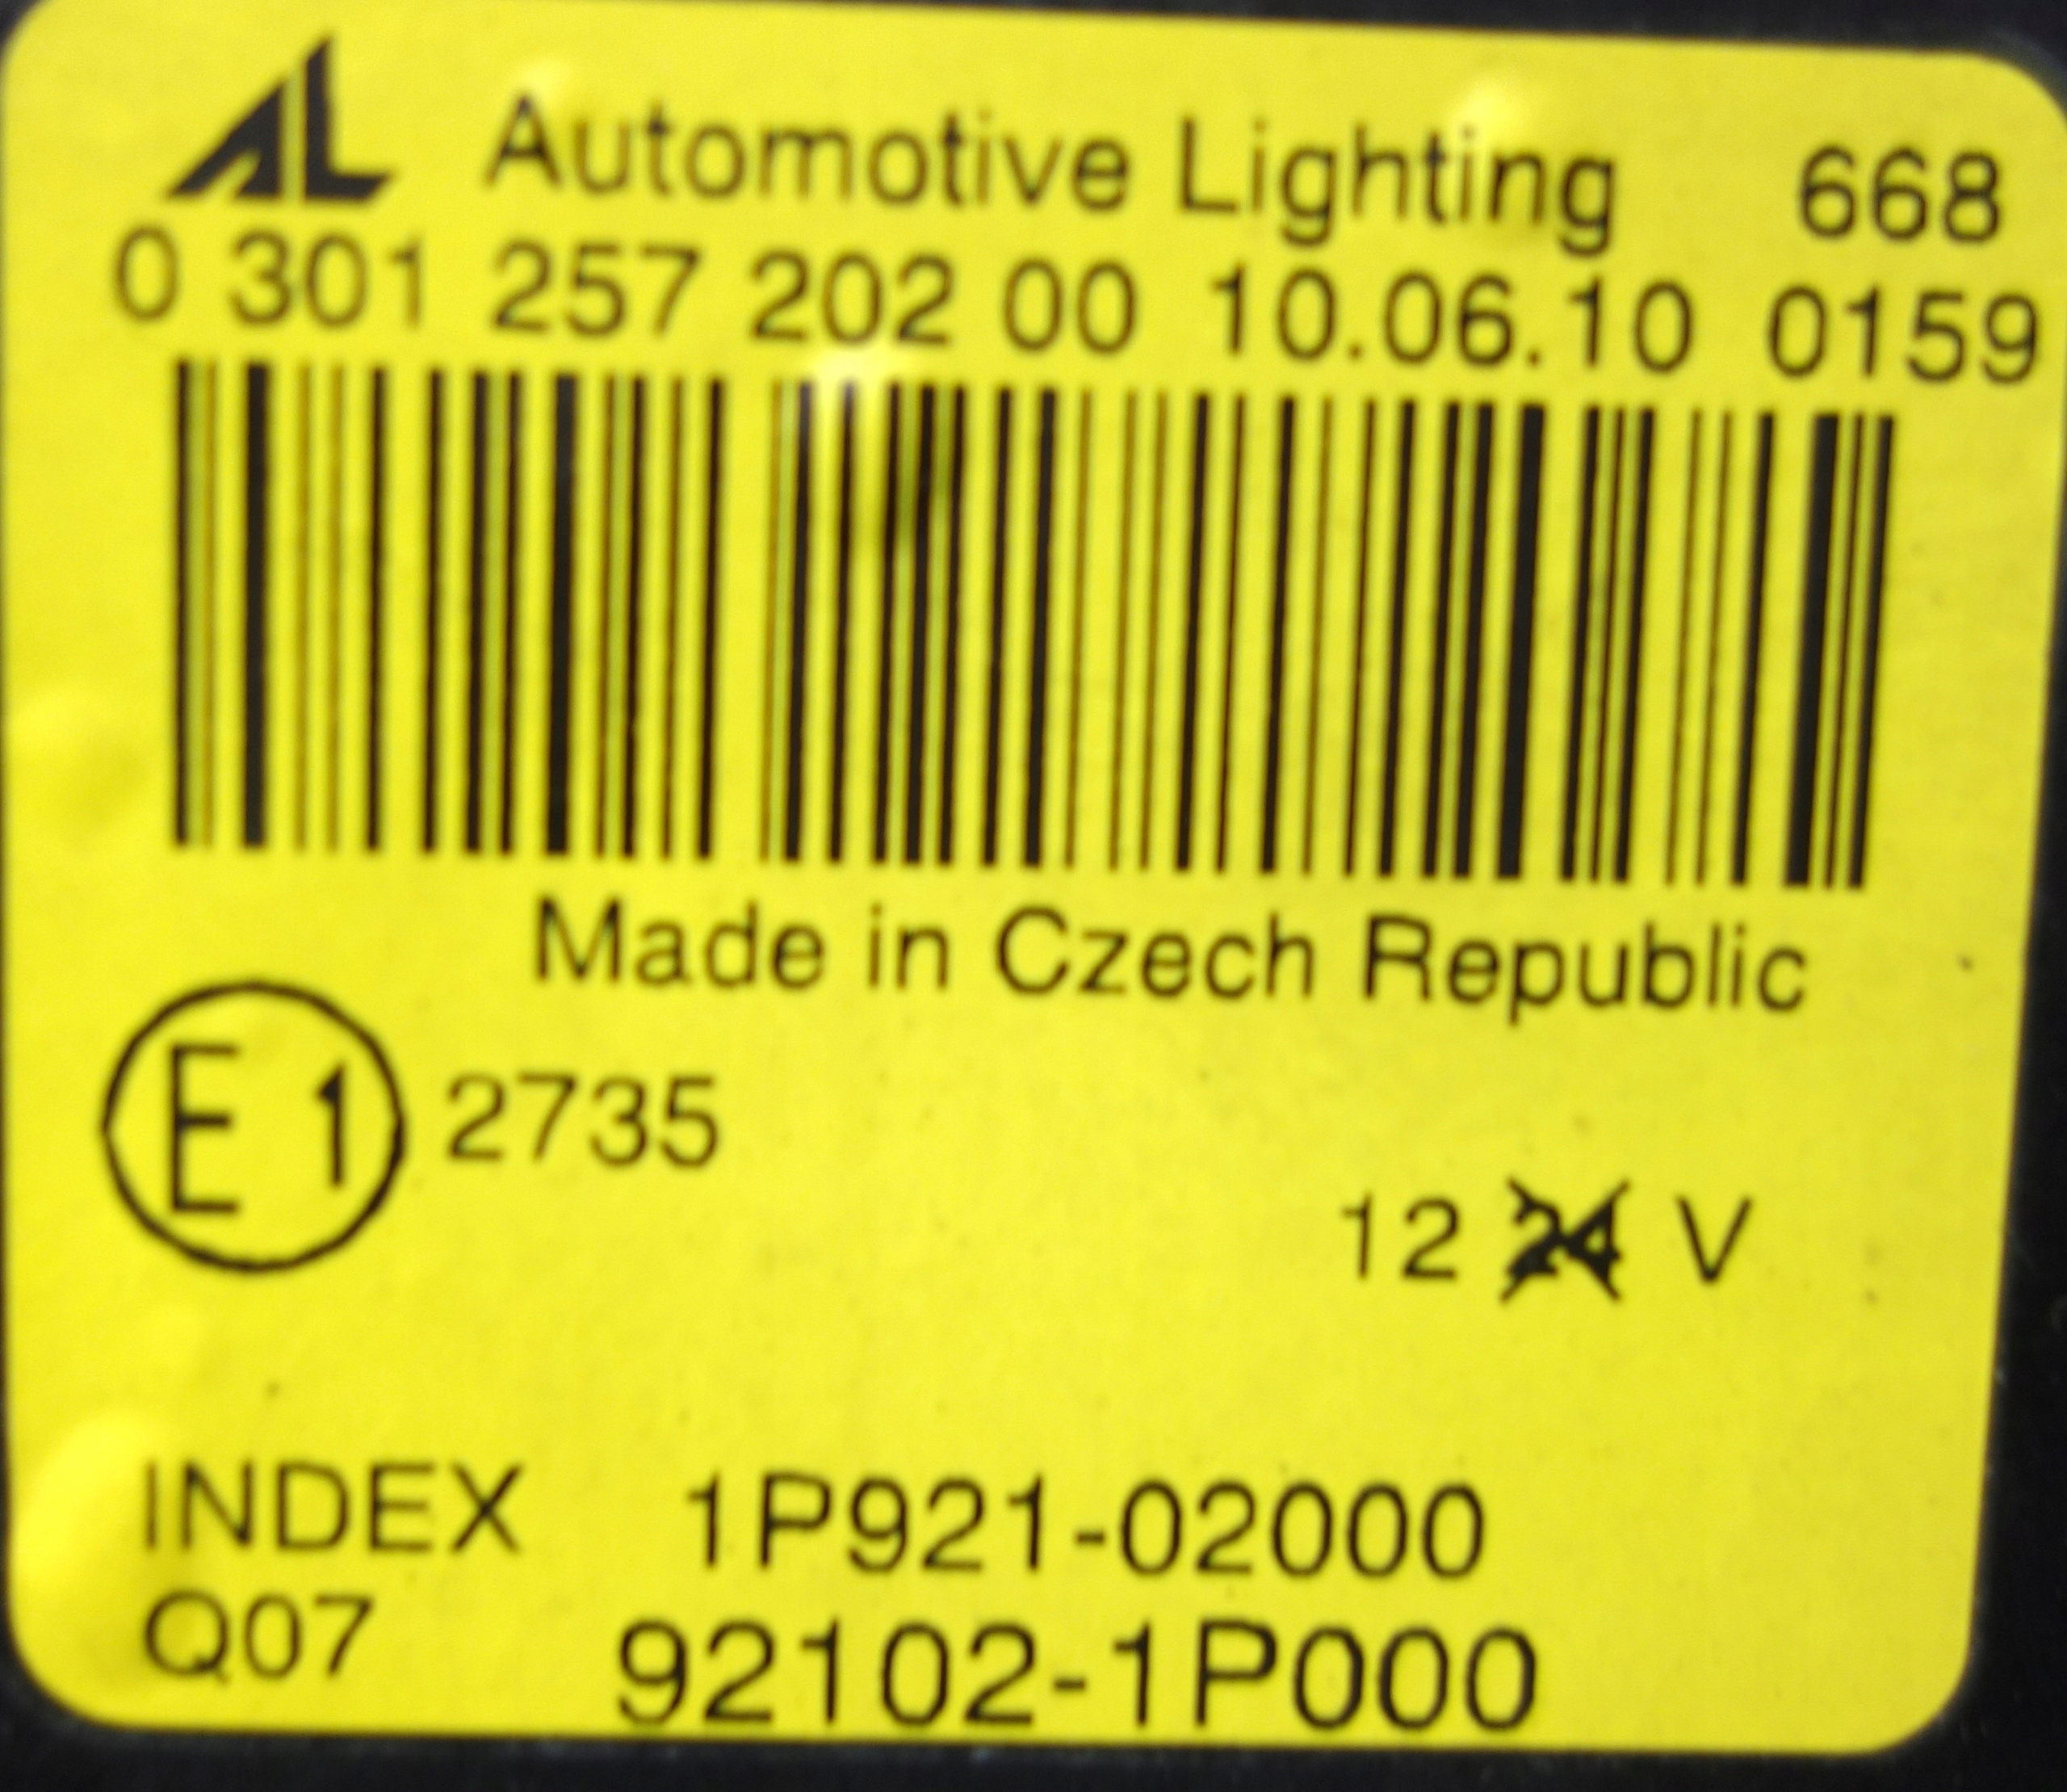 AL Automotive Lighting 668
0 301 257 202 00 10.06.10 0159
Made in Czech Republic
E1 2735
12 24 V
INDEX 1P921-02000
Q07 92102-1P000